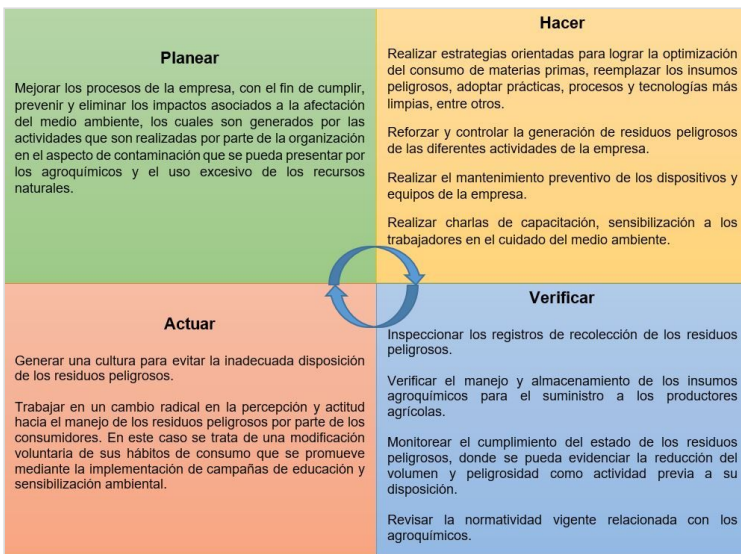 Planear
Mejorar los procesos de la empresa, con el fin de cumplir,
prevenir y eliminar los impactos asociados a la afectación
del medio ambiente, los cuales son generados por las
actividades que son realizadas por parte de la organización
en el aspecto de contaminación que se pueda presentar por
los agroquímicos y el uso excesivo de los recursos
naturales.
Hacer
Realizar estrategias orientadas para lograr la optimización
del consumo de materias primas, reemplazar los insumos
peligrosos, adoptar prácticas, procesos y tecnologías más
limpias, entre otros.
Reforzar y controlar la generación de residuos peligrosos
de las diferentes actividades de la empresa.
Realizar el mantenimiento preventivo de los dispositivos y
equipos de la empresa.
Realizar charlas de capacitación, sensibilización a los
trabajadores en el cuidado del medio ambiente.
Actuar
Generar una cultura para evitar la inadecuada disposición
de los residuos peligrosos.
Trabajar en un cambio radical en la percepción y actitud
hacia el manejo de los residuos peligrosos por parte de los
consumidores. En este caso se trata de una modificación
voluntaria de sus hábitos de consumo que se promueve
mediante la implementación de campañas de educación y
sensibilización ambiental.
Verificar
Inspeccionar los registros de recolección de los residuos
peligrosos.
Verificar el manejo y almacenamiento de los insumos
agroquímicos para el suministro a los productores
agrícolas.
Monitorear el cumplimiento del estado de los residuos
peligrosos, donde se pueda evidenciar la reducción del
volumen y peligrosidad como actividad previa a su
disposición.
Revisar la normatividad vigente relacionada con los
agroquímicos.